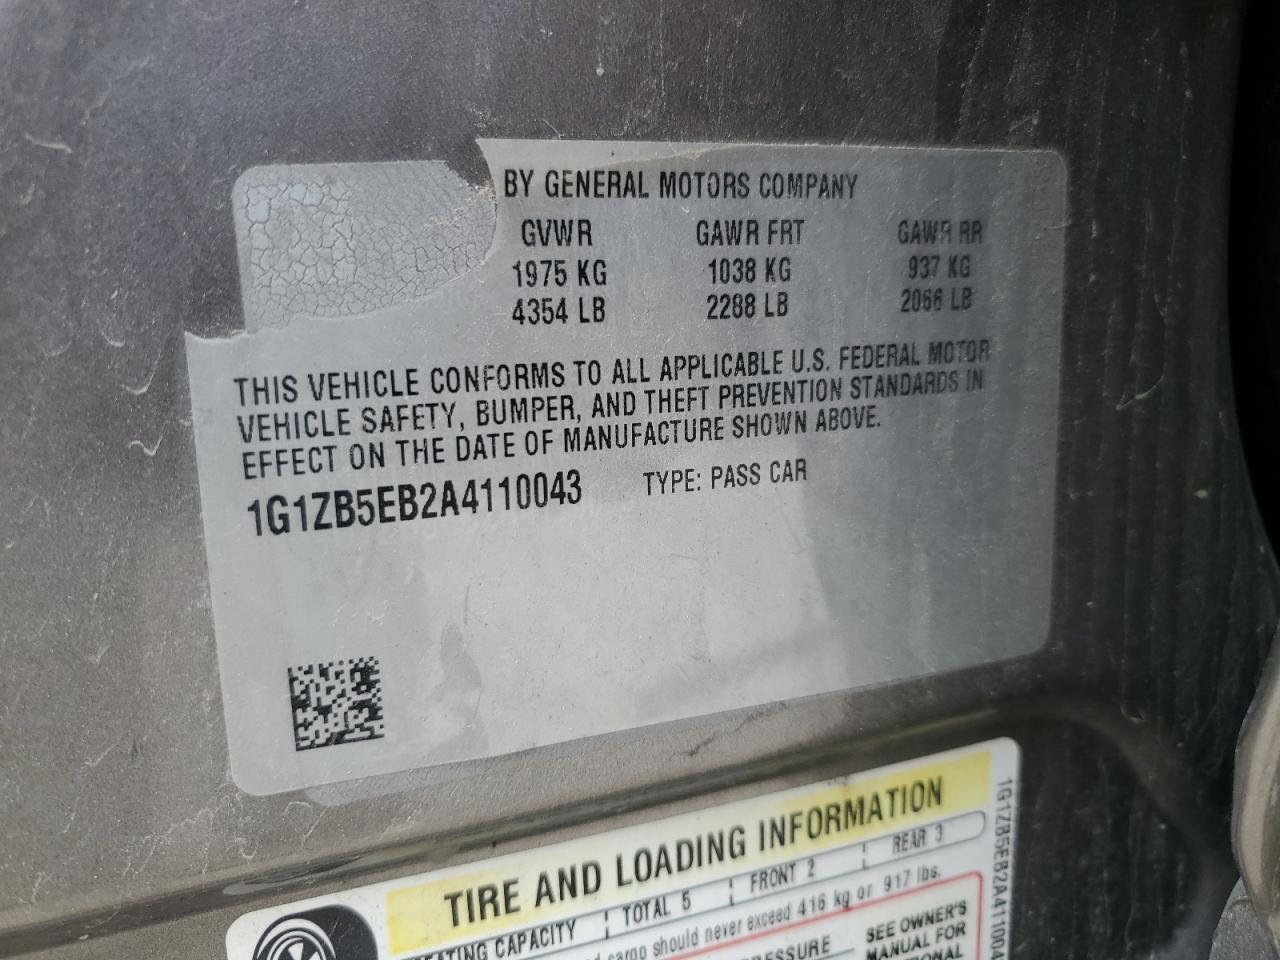 BY GENERAL MOTORS COMPANY
GVWR GAWR FRT GAWR RR
1975 KG 1038 KG 937 KG
4354 LB 2288 LB 2066 LB
THIS VEHICLE CONFORMS TO ALL APPLICABLE U.S. FEDERAL MOTOR
VEHICLE SAFETY, BUMPER, AND THEFT PREVENTION STANDARDS IN
EFFECT ON THE DATE OF MANUFACTURE SHOWN ABOVE.
1G1ZB5EB2A4110043 TYPE: PASS CAR
TIRE AND LOADING INFORMATION
CAPACITY TOTAL 5 FRONT 2 REAR 3
cargo should never exceed 416 kg or 917 lbs.
SEE OWNER'S
MANUAL FOR
1G1ZB5EB2A411004